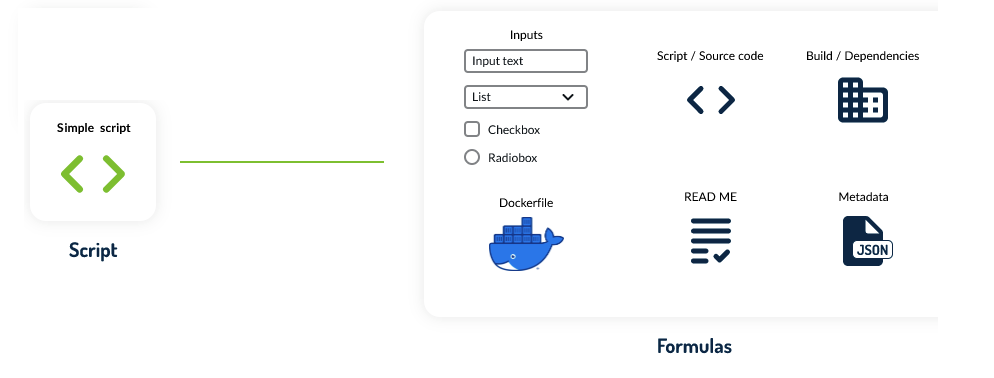 Simple script
Script
Inputs
Input text
List
Checkbox
Radiobox
Script / Source code
Build / Dependencies
Dockerfile
READ ME
Metadata
JSON
Formulas